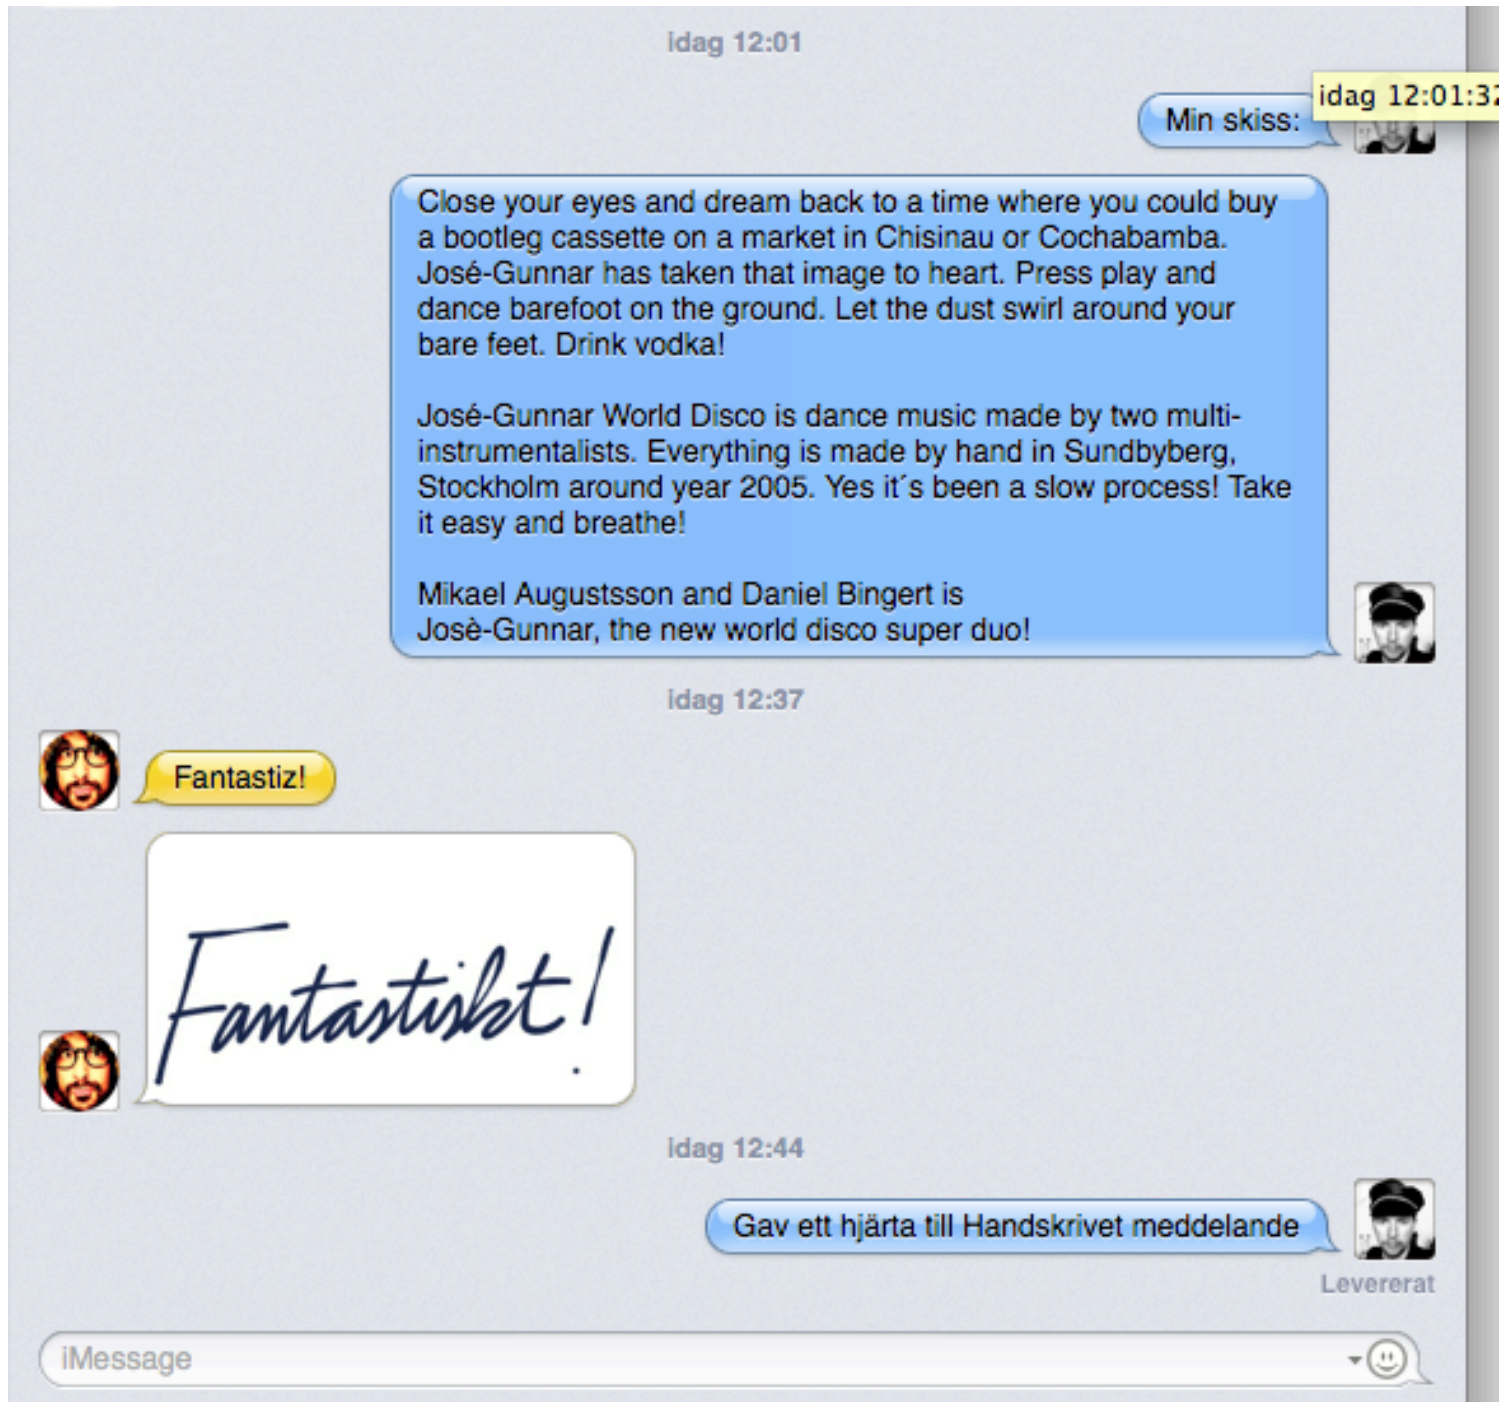 idag 12:01
idag 12:01:32
Min skiss:
Close your eyes and dream back to a time where you could buy
a bootleg cassette on a market in Chisinau or Cochabamba.
José-Gunnar has taken that image to heart. Press play and
dance barefoot on the ground. Let the dust swirl around your
bare feet. Drink vodka!
José-Gunnar World Disco is dance music made by two multi-
instrumentalists. Everything is made by hand in Sundbyberg,
Stockholm around year 2005. Yes it´s been a slow process! Take
it easy and breathe!
Mikael Augustsson and Daniel Bingert is
Josè-Gunnar, the new world disco super duo!
idag 12:37
Fantastiz!
Fantastiskt!
idag 12:44
Gav ett hjärta till Handskrivet meddelande
Levererat
iMessage